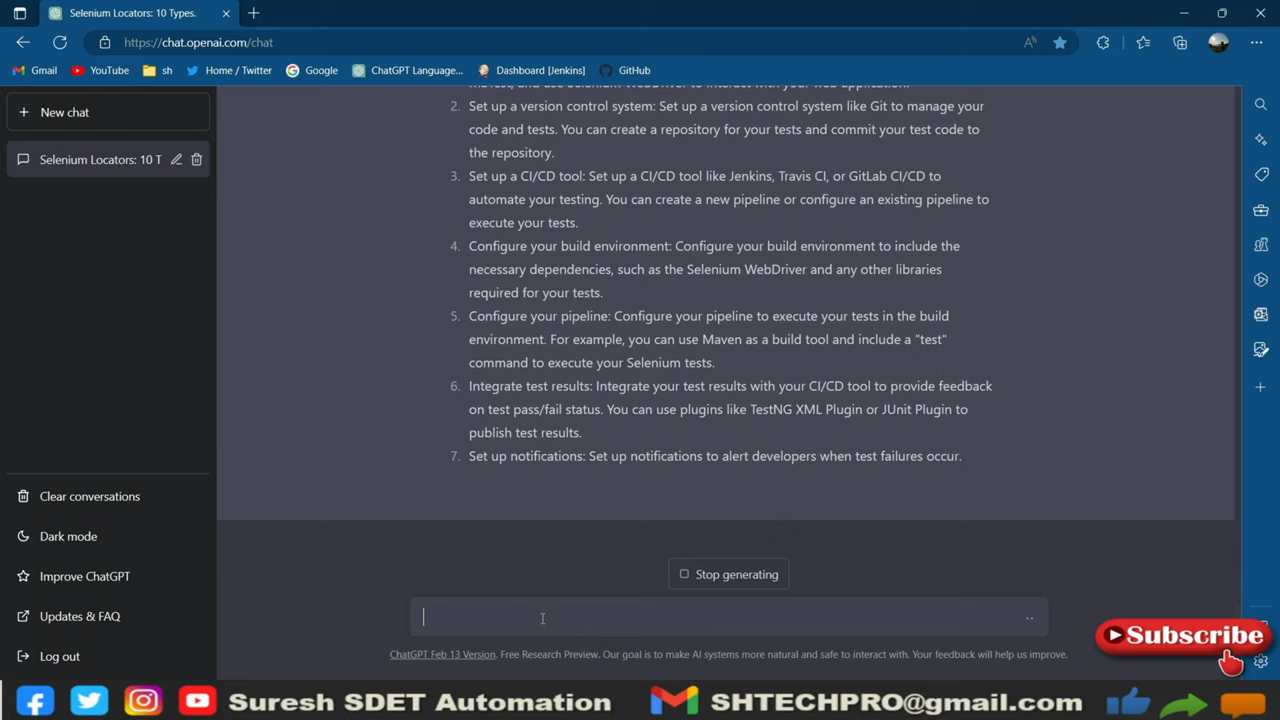 Selenium Locators: 10 Types.
https://chat.openai.com/chat
Gmail
YouTube
sh
Home / Twitter
Google
ChatGPT Language...
Dashboard [Jenkins]
GitHub
New chat
Selenium Locators: 10 T
2. Set up a version control system: Set up a version control system like Git to manage your
code and tests. You can create a repository for your tests and commit your test code to
the repository.
3. Set up a CI/CD tool: Set up a CI/CD tool like Jenkins, Travis CI, or GitLab CI/CD to
automate your testing. You can create a new pipeline or configure an existing pipeline to
execute your tests.
4. Configure your build environment: Configure your build environment to include the
necessary dependencies, such as the Selenium WebDriver and any other libraries
required for your tests.
5. Configure your pipeline: Configure your pipeline to execute your tests in the build
environment. For example, you can use Maven as a build tool and include a "test"
command to execute your Selenium tests.
6. Integrate test results: Integrate your test results with your CI/CD tool to provide feedback
on test pass/fail status. You can use plugins like TestNG XML Plugin or JUnit Plugin to
publish test results.
7. Set up notifications: Set up notifications to alert developers when test failures occur.
Clear conversations
Dark mode
Improve ChatGPT
Updates & FAQ
Log out
Stop generating
ChatGPT Feb 13 Version. Free Research Preview. Our goal is to make AI systems more natural and safe to interact with. Your feedback will help us improve.
Subscribe
Suresh SDET Automation
SHTECHPRO@gmail.com